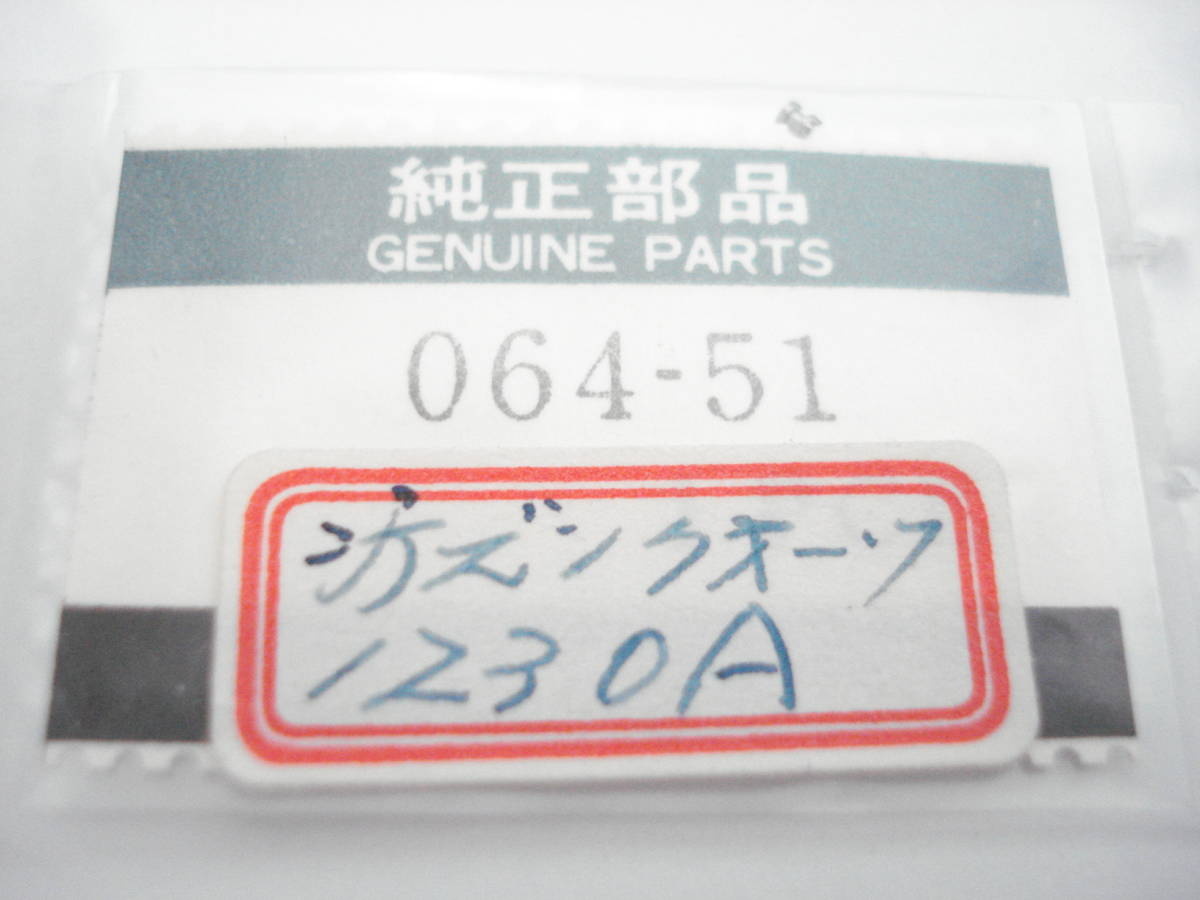 純正部品
GENUINE PARTS
064-51
シチズンクオーツ
1230A